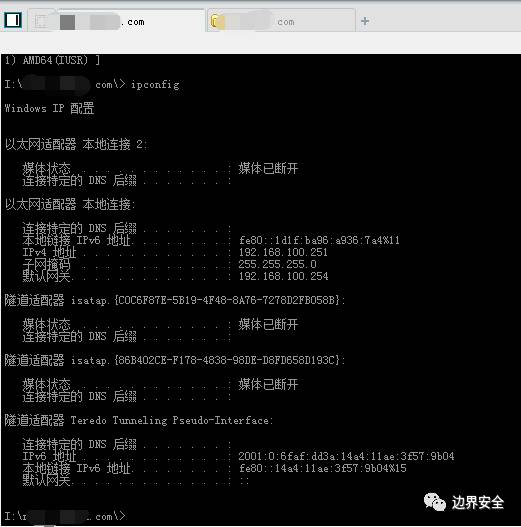 .com
.com
1) AMD64(IUSR) ]
I:\ com\> ipconfig
Windows IP 配置
以太网适配器 本地连接 2:
媒体状态 . . . . . . . . . . . . : 媒体已断开
连接特定的 DNS 后缀 . . . . . . . :
以太网适配器 本地连接:
连接特定的 DNS 后缀 . . . . . . . :
本地链接 IPv6 地址. . . . . . . . : fe80::1d1f:ba96:a936:7a4%11
IPv4 地址 . . . . . . . . . . . . : 192.168.100.251
子网掩码 . . . . . . . . . . . . : 255.255.255.0
默认网关. . . . . . . . . . . . . : 192.168.100.254
隧道适配器 isatap.{C0C6F87E-5B19-4F48-8A76-7278D2FB058B}:
媒体状态 . . . . . . . . . . . . : 媒体已断开
连接特定的 DNS 后缀 . . . . . . . :
隧道适配器 isatap.{86B402CE-F178-4838-98DE-D8FD658D193C}:
媒体状态 . . . . . . . . . . . . : 媒体已断开
连接特定的 DNS 后缀 . . . . . . . :
隧道适配器 Teredo Tunneling Pseudo-Interface:
连接特定的 DNS 后缀 . . . . . . . :
IPv6 地址 . . . . . . . . . . . . : 2001:0:6faf:dd3a:14a4:11ae:3f57:9b04
本地链接 IPv6 地址. . . . . . . . : fe80::14a4:11ae:3f57:9b04%15
默认网关. . . . . . . . . . . . . : ::
边界安全
I:\ .com\>